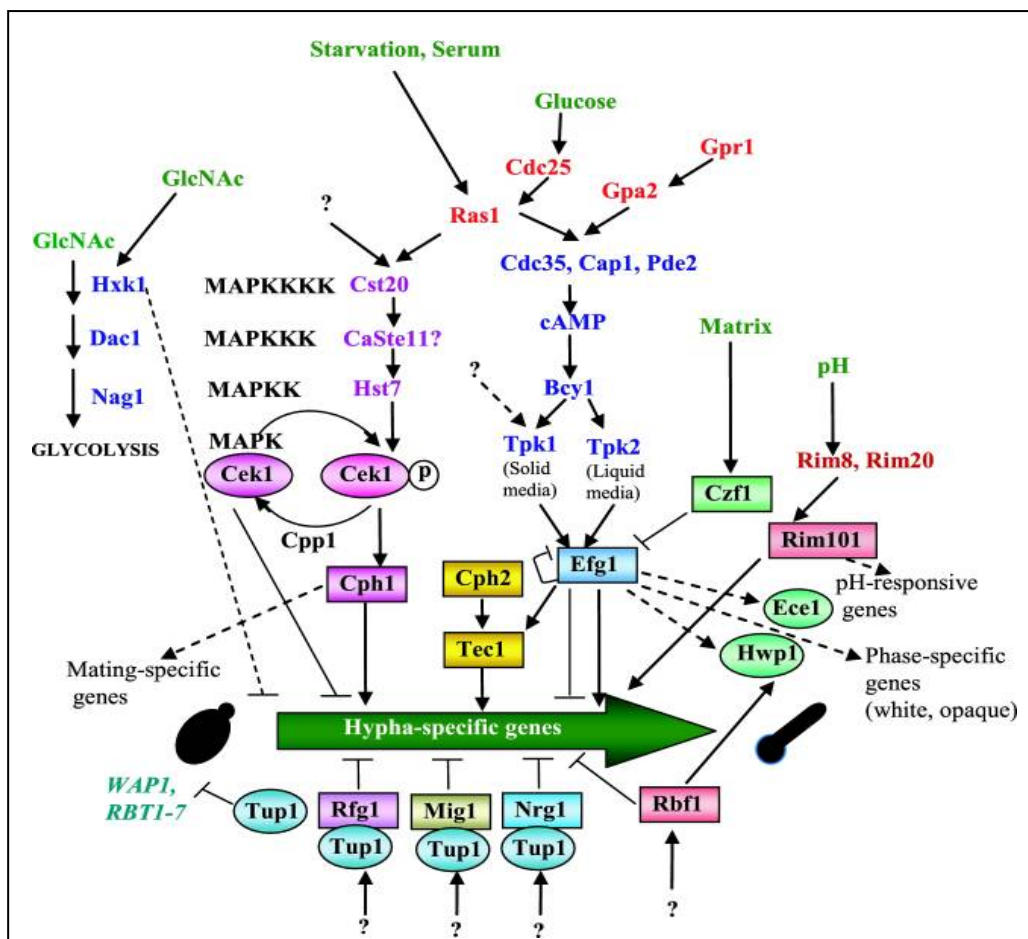 Starvation, Serum
Glucose
Gpr1
Cdc25
GlcNAc
Gpa2
?
Ras1
GlcNAc
Cdc35, Cap1, Pde2
Hxk1
MAPKKKK Cst20
cAMP
Matrix
Dac1
MAPKKK CaSte11?
?
pH
Nag1
MAPKK Hst7
Bcy1
GLYCOLYSIS
MAPK
Tpk1
Tpk2
(Solid
media)
(Liquid
media)
Rim8, Rim20
Cek1
Cek1
P
Czf1
Cpp1
Rim101
Cph1
Cph2
Efg1
pH-responsive
genes
Ece1
Tec1
Hwp1
Mating-specific
genes
Phase-specific
genes
(white, opaque)
Hypha-specific genes
WAP1,
RBT1-7
Tup1
Rfg1
Tup1
Mig1
Tup1
Nrg1
Tup1
Rbf1
?
?
?
?